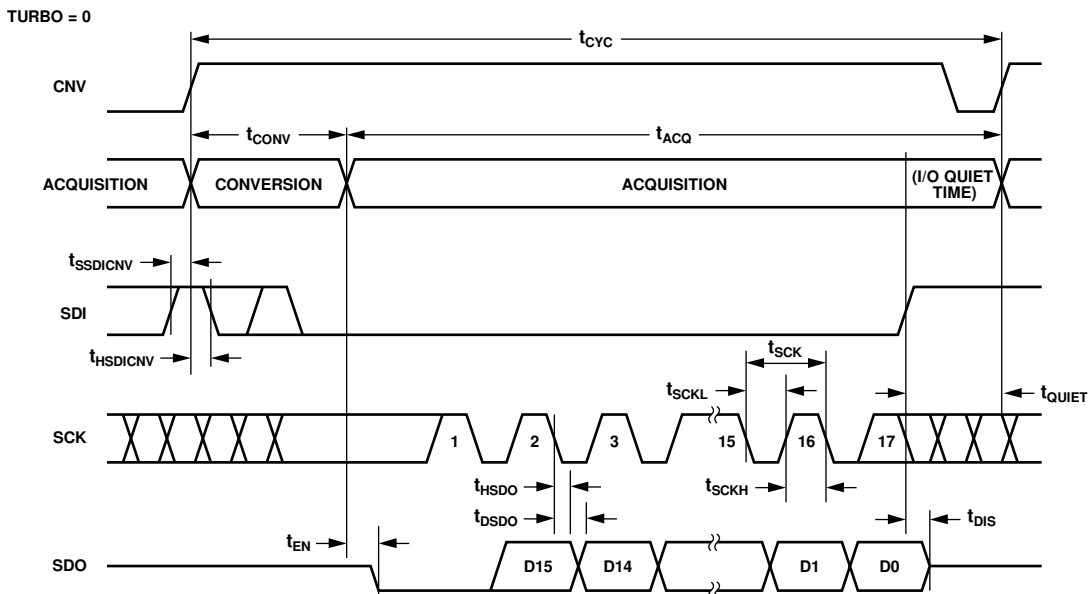 TURBO = 0
tCYC
CNV
tCONV
tACQ
ACQUISITION
CONVERSION
ACQUISITION
(I/O QUIET
TIME)
tSSDICNV
SDI
tHSDICNV
tSCK
tSCKL
tQUIET
SCK
1
2
3
15
16
17
tHSDO
tSCKH
tDSDO
tDIS
tEN
SDO
D15
D14
D1
D0